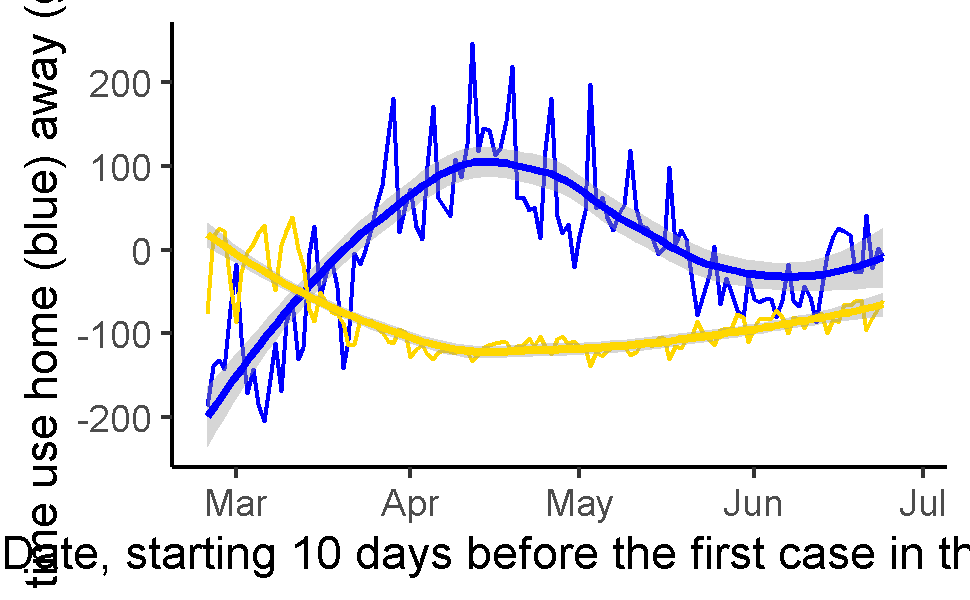 time use home (blue) away (
200
100
0
-100
-200
Mar Apr May Jun Jul
Date, starting 10 days before the first case in th